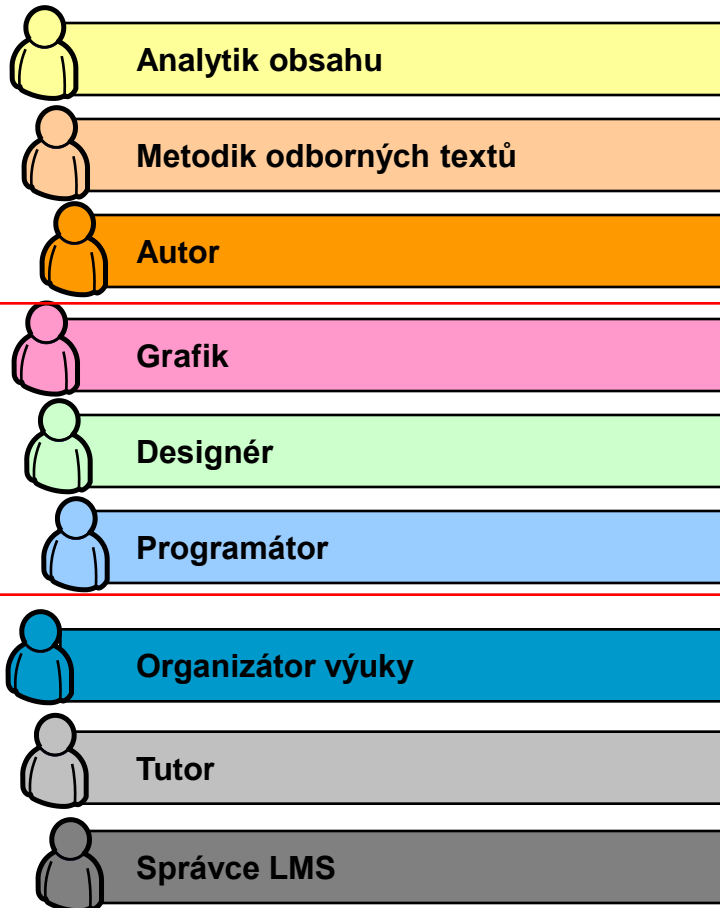 Analytik obsahu
Metodik odborných textů
Autor
Grafik
Designér
Programátor
Organizátor výuky
Tutor
Správce LMS